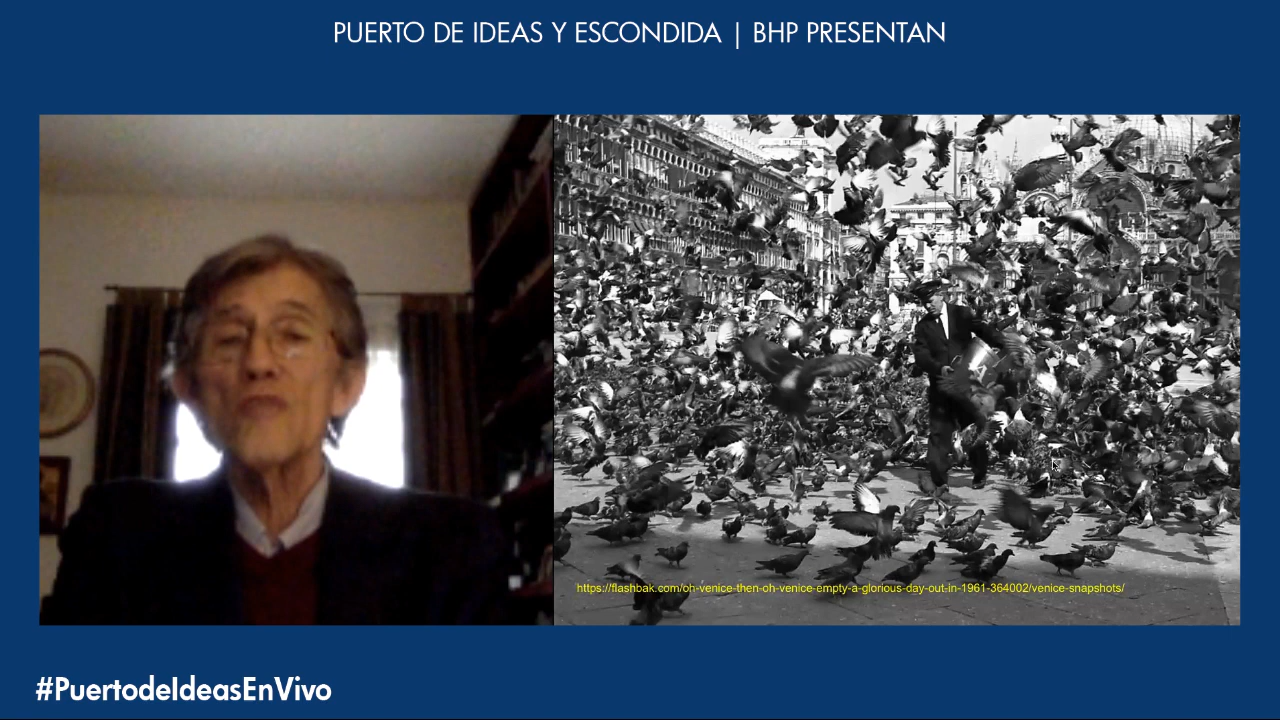 PUERTO DE IDEAS Y ESCONDIDA | BHP PRESENTAN
https://flashbak.com/oh-venice-then-oh-venice-empty-a-glorious-day-out-in-1961-364002/venice-snapshots/
#PuertodeIdeasEnVivo